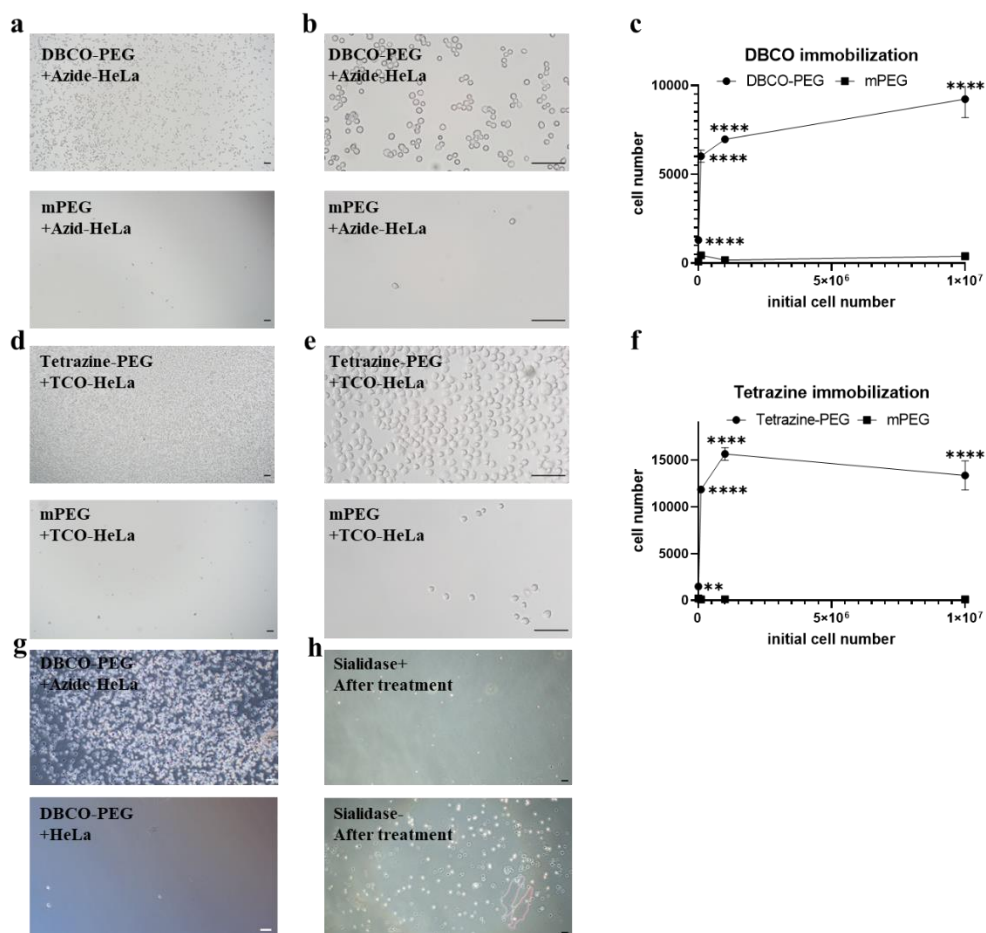 a
DBCO-PEG
+Azide-HeLa
mPEG
+Azid-HeLa
b
DBCO-PEG
+Azide-HeLa
mPEG
+Azide-HeLa
c
DBCO immobilization
DBCO-PEG mPEG
10000
5000
0
cell number
****
****
****
****
0 5×10⁶ 1×10⁷
initial cell number
d
Tetrazine-PEG
+TCO-HeLa
mPEG
+TCO-HeLa
e
Tetrazine-PEG
+TCO-HeLa
mPEG
+TCO-HeLa
f
Tetrazine immobilization
Tetrazine-PEG mPEG
15000
10000
5000
0
cell number
****
****
****
**
0 5×10⁶ 1×10⁷
initial cell number
g
DBCO-PEG
+Azide-HeLa
DBCO-PEG
+HeLa
h
Sialidase+
After treatment
Sialidase-
After treatment